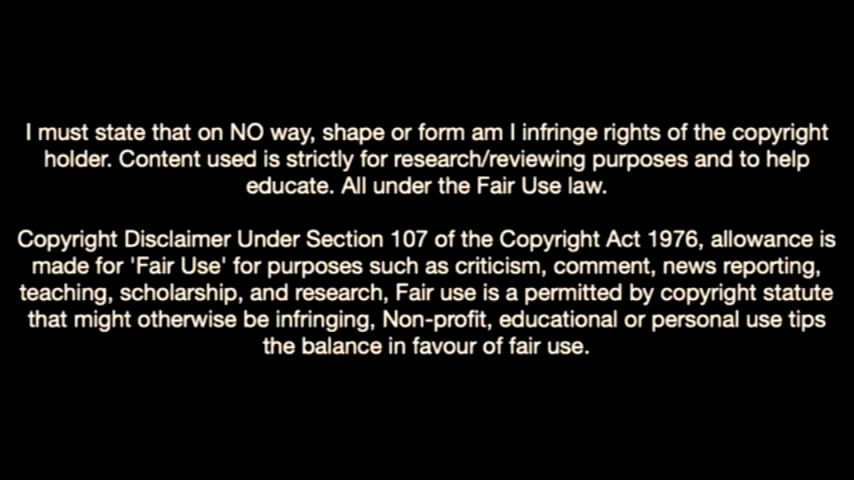 I must state that on NO way, shape or form am I infringe rights of the copyright
holder. Content used is strictly for research/reviewing purposes and to help
educate. All under the Fair Use law.
Copyright Disclaimer Under Section 107 of the Copyright Act 1976, allowance is
made for 'Fair Use' for purposes such as criticism, comment, news reporting,
teaching, scholarship, and research, Fair use is a permitted by copyright statute
that might otherwise be infringing, Non-profit, educational or personal use tips
the balance in favour of fair use.